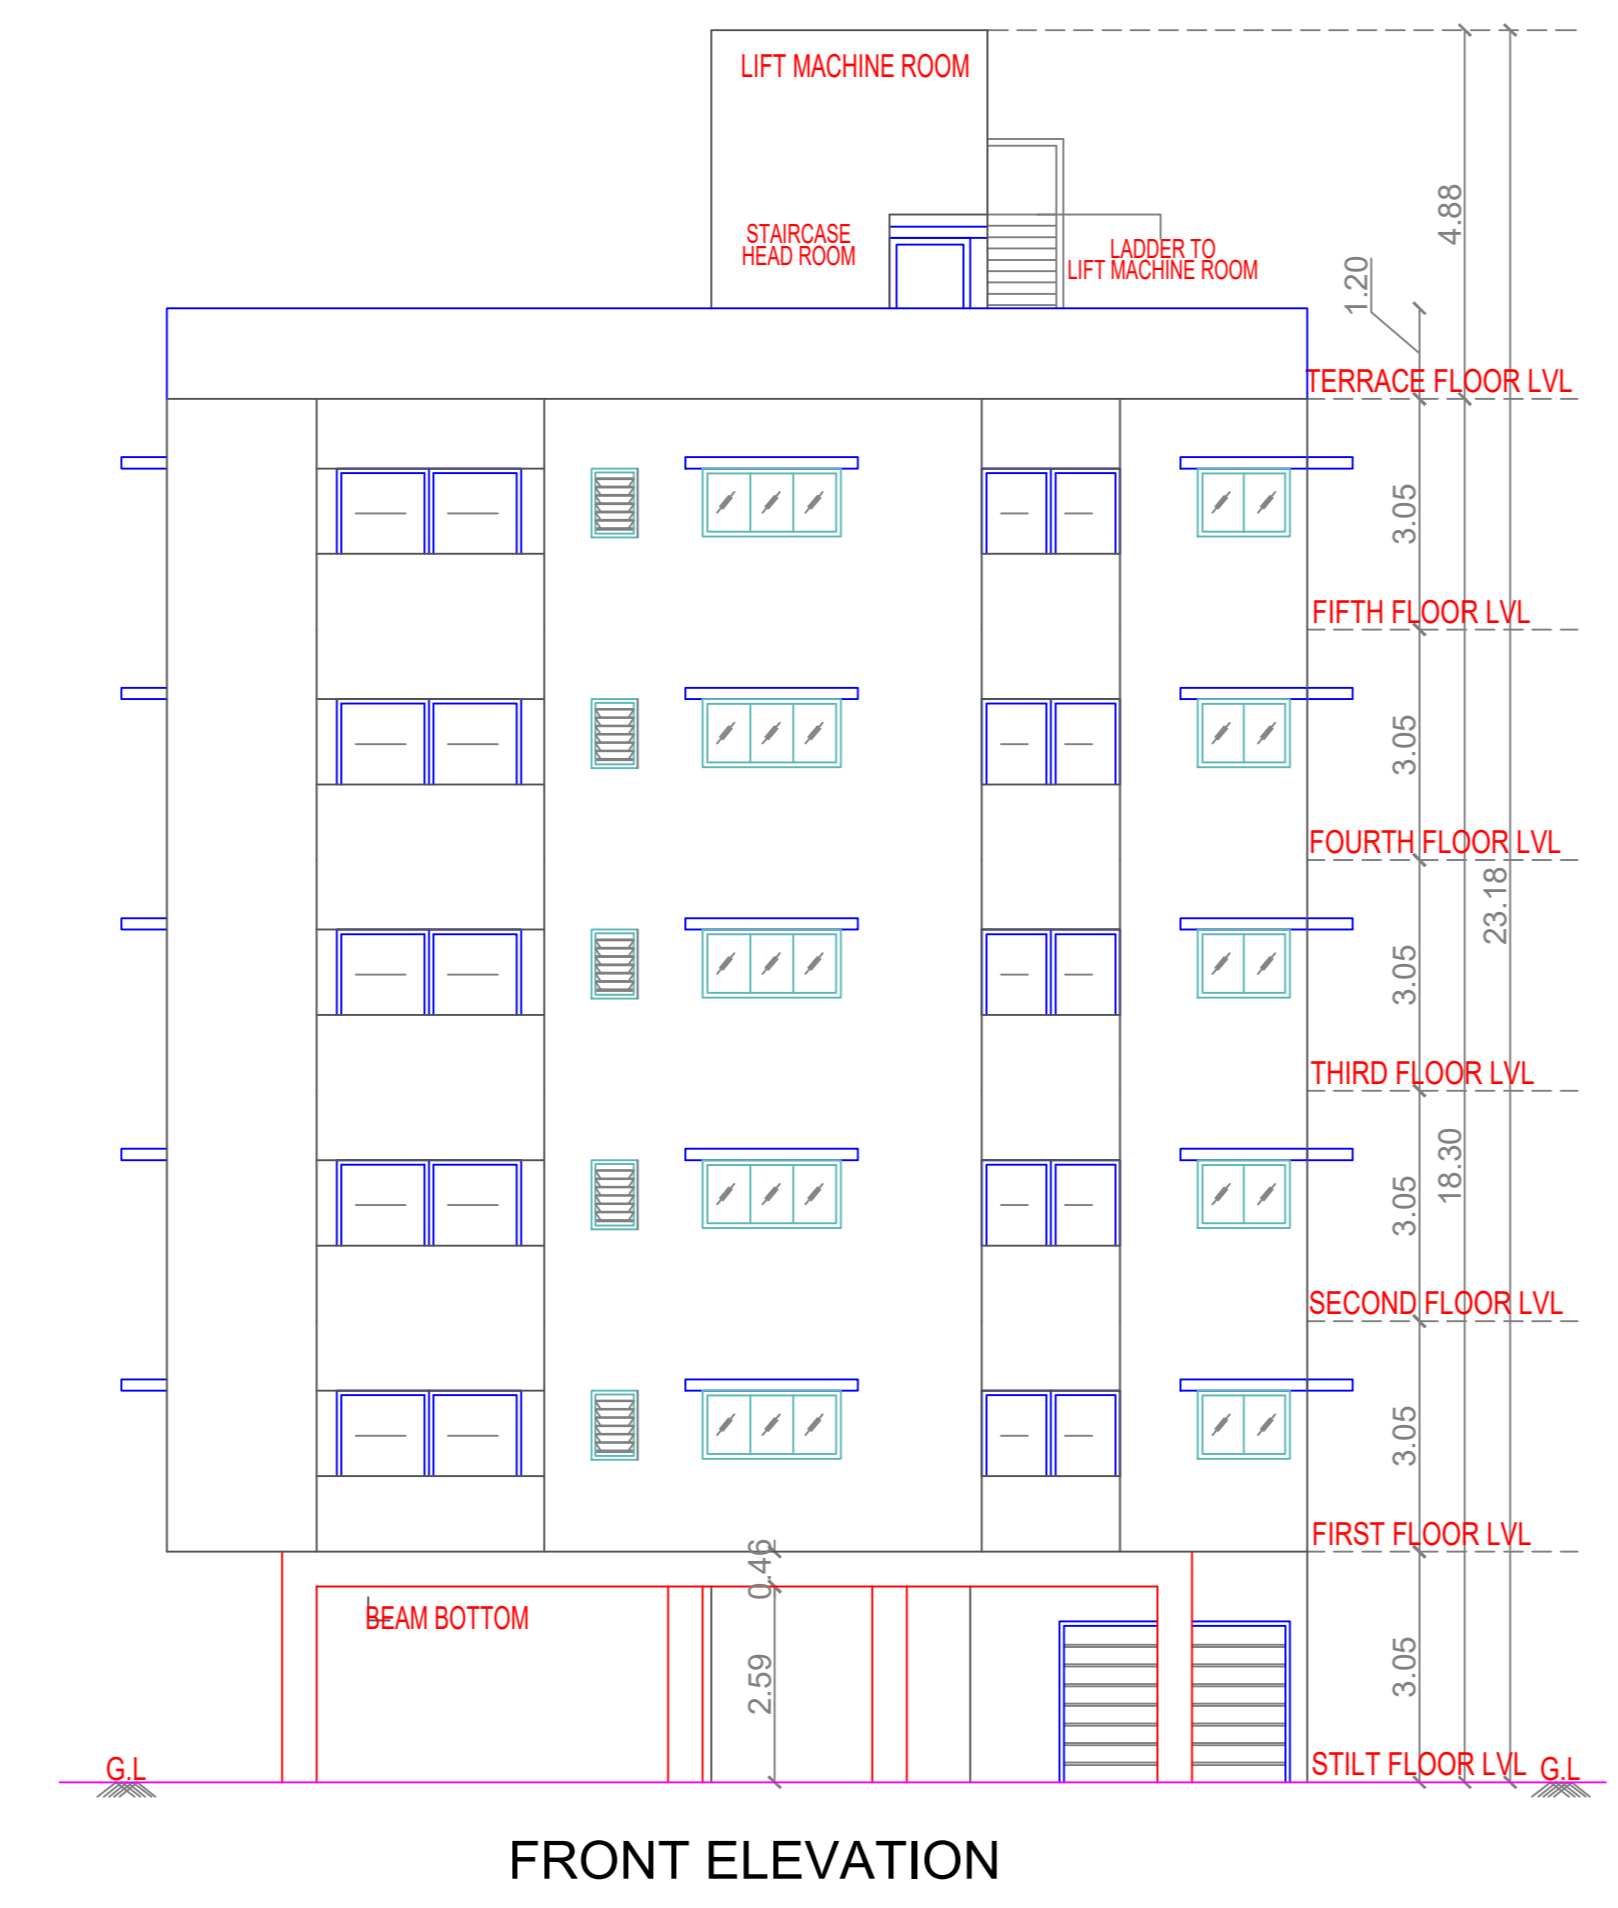 LIFT MACHINE ROOM
4.88
STAIRCASE
HEAD ROOM
LADDER TO
LIFT MACHINE ROOM
1.20
TERRACE FLOOR LVL
3.05
FIFTH FLOOR LVL
3.05
FOURTH FLOOR LVL
23.18
3.05
THIRD FLOOR LVL
18.30
3.05
SECOND FLOOR LVL
3.05
FIRST FLOOR LVL
0.46
BEAM BOTTOM
2.59
3.05
G.L
STILT FLOOR LVL
G.L
FRONT ELEVATION